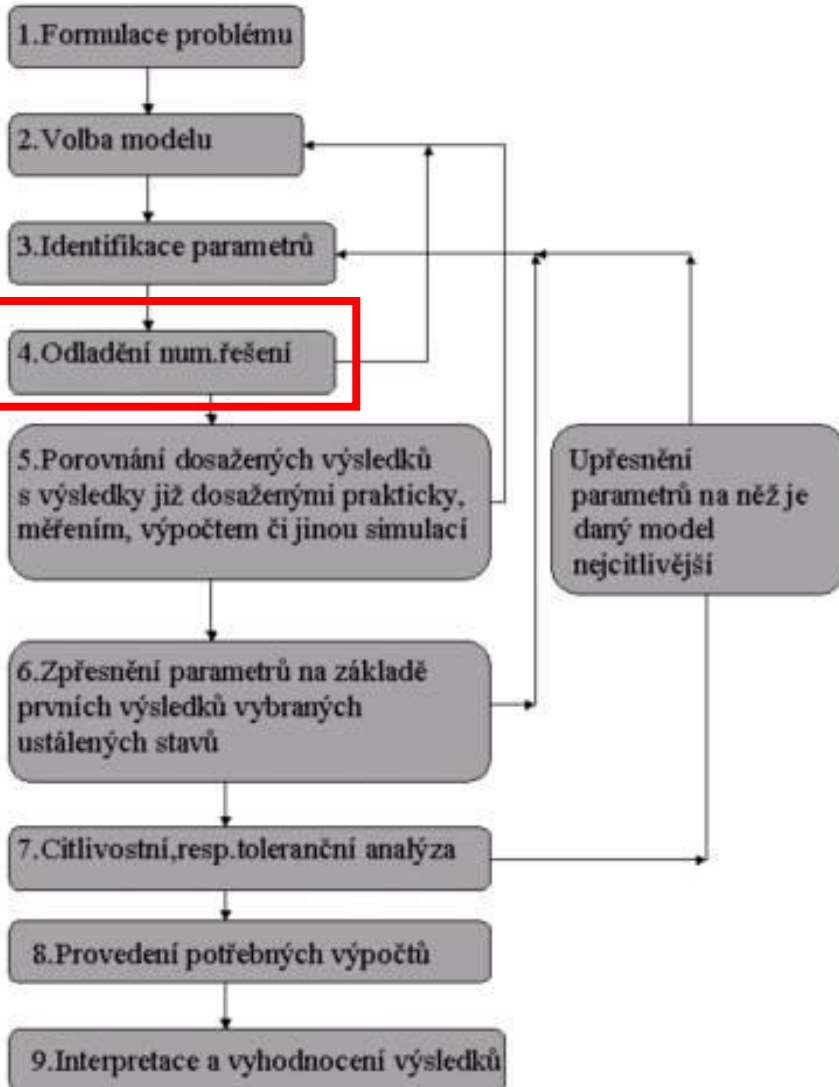 1.Formulace problému
2.Volba modelu
3.Identifikace parametrů
4.Odladění num.řešení
5.Porovnání dosažených výsledků
s výsledky již dosaženými prakticky,
měřením, výpočtem či jinou simulací
Upřesnění
parametrů na něž je
daný model
nejcitlivější
6.Zpřesnění parametrů na základě
prvních výsledků vybraných
ustálených stavů
7.Citlivostní,resp.toleranční analýza
8.Provedení potřebných výpočtů
9.Interpretace a vyhodnocení výsledků